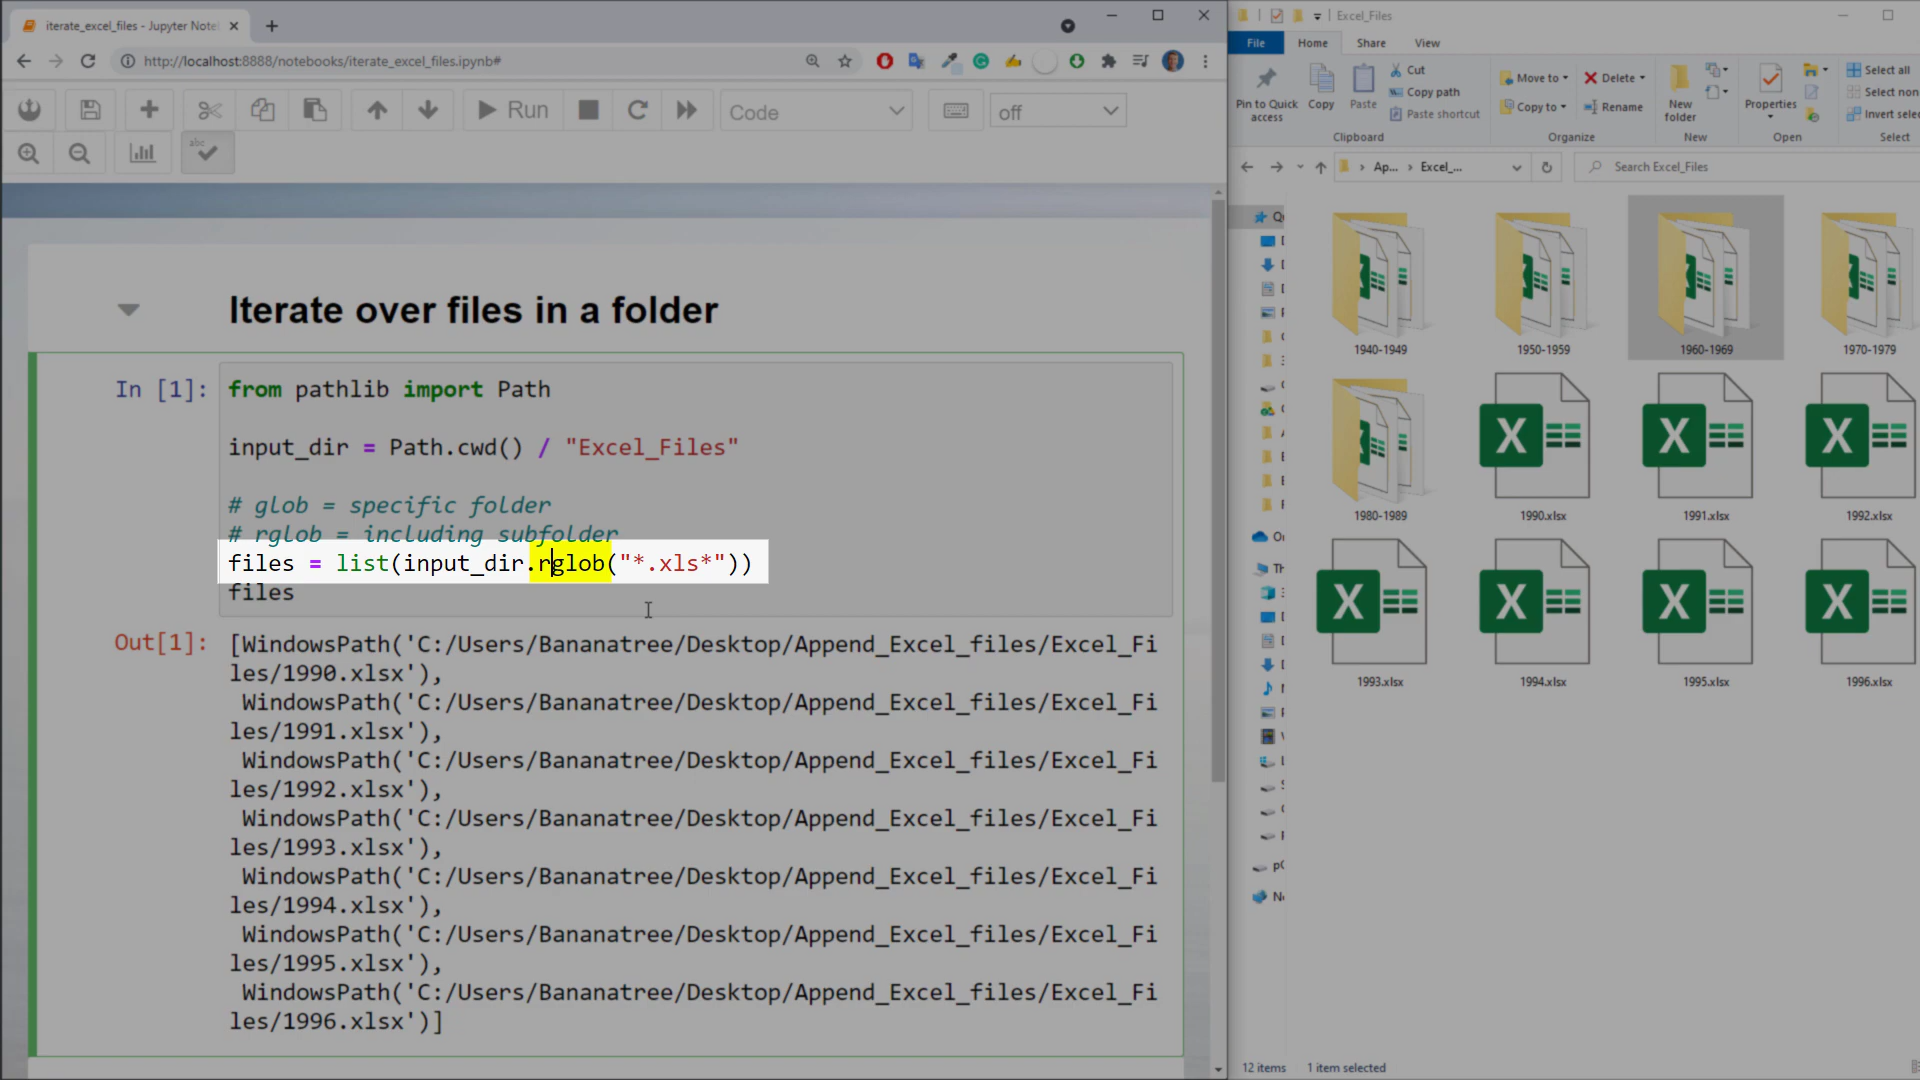 iterate_excel_files - Jupyter Note
http://localhost:8888/notebooks/iterate_excel_files.ipynb#
Run
Code
off
abc
Iterate over files in a folder
In [1]:
from pathlib import Path
input_dir = Path.cwd() / "Excel_Files"
# glob = specific folder
# rglob = including subfolder
files = list(input_dir.rglob("*.xls*"))
files
Out[1]:
[WindowsPath('C:/Users/Bananatree/Desktop/Append_Excel_files/Excel_Fi
les/1990.xlsx'),
WindowsPath('C:/Users/Bananatree/Desktop/Append_Excel_files/Excel_Fi
les/1991.xlsx'),
WindowsPath('C:/Users/Bananatree/Desktop/Append_Excel_files/Excel_Fi
les/1992.xlsx'),
WindowsPath('C:/Users/Bananatree/Desktop/Append_Excel_files/Excel_Fi
les/1993.xlsx'),
WindowsPath('C:/Users/Bananatree/Desktop/Append_Excel_files/Excel_Fi
les/1994.xlsx'),
WindowsPath('C:/Users/Bananatree/Desktop/Append_Excel_files/Excel_Fi
les/1995.xlsx'),
WindowsPath('C:/Users/Bananatree/Desktop/Append_Excel_files/Excel_Fi
les/1996.xlsx')]
Excel_Files
File Home Share View
Pin to Quick
access
Copy
Paste
Cut
Copy path
Paste shortcut
Clipboard
Move to
Copy to
Delete
Rename
Organize
New
folder
New
Properties
Open
Select all
Select non
Invert selec
Select
Ap... Excel_...
Search Excel_Files
1940-1949 1950-1959 1960-1969 1970-1979
1980-1989 1990.xlsx 1991.xlsx 1992.xlsx
1993.xlsx 1994.xlsx 1995.xlsx 1996.xlsx
12 items 1 item selected